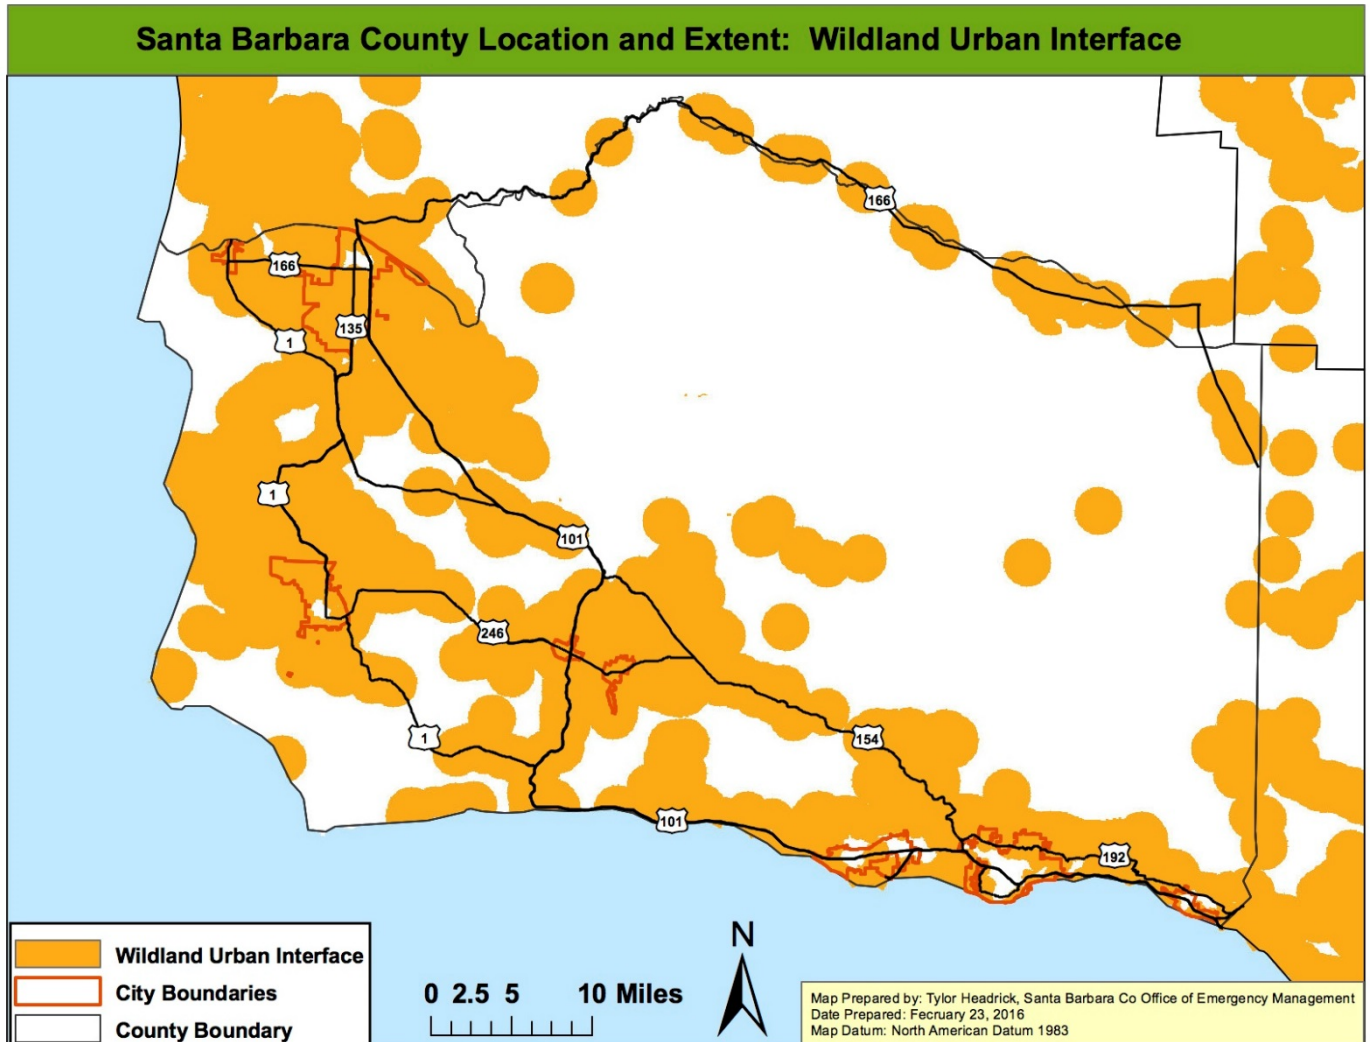 Santa Barbara County Location and Extent: Wildland Urban Interface
166
166
135
1
1
101
246
1
154
101
192
Wildland Urban Interface
City Boundaries
County Boundary
0 2.5 5 10 Miles
N
Map Prepared by: Tylor Headrick, Santa Barbara Co Office of Emergency Management
Date Prepared: Fecruary 23, 2016
Map Datum: North American Datum 1983